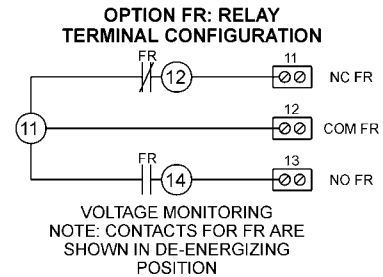 OPTION FR: RELAY
TERMINAL CONFIGURATION
FR
12
11
NC FR
11
12
COM FR
FR
14
13
NO FR
VOLTAGE MONITORING
NOTE: CONTACTS FOR FR ARE
SHOWN IN DE-ENERGIZING
POSITION